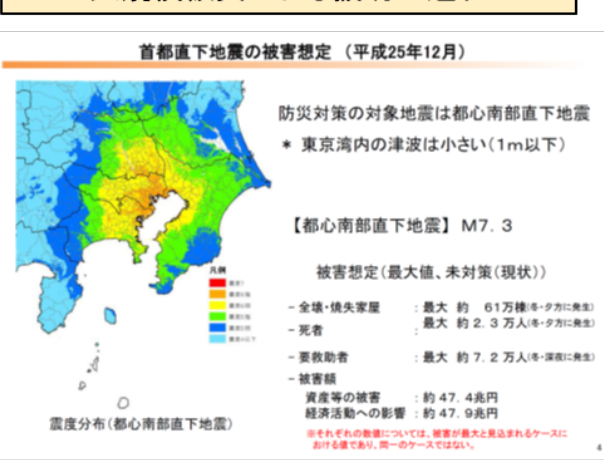 首都直下地震の被害想定 （平成25年12月）
防災対策の対象地震は都心南部直下地震
* 東京湾内の津波は小さい（1m以下）
【都心南部直下地震】 M7.3
被害想定（最大値、未対策（現状））
凡例
－全壊・焼失家屋 ：最大 約 61万棟（冬・夕方に発生）
－死者 ：最大 約 2.3 万人（冬・夕方に発生）
－要救助者 ：最大 約 7.2 万人（冬・深夜に発生）
－被害額
資産等の被害 ：約 47.4兆円
経済活動への影響 ：約 47.9兆円
※それぞれの数値については、被害が最大と見込まれるケースに
おける値であり、同一のケースではない。
震度分布（都心南部直下地震）
4